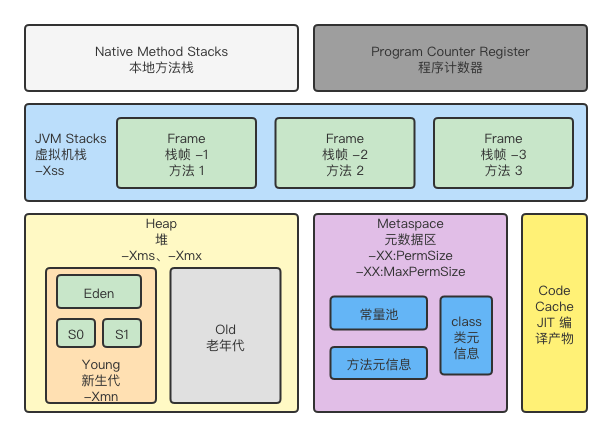 Native Method Stacks
本地方法栈
Program Counter Register
程序计数器
JVM Stacks
虚拟机栈
-Xss
Frame
栈帧 -1
方法 1
Frame
栈帧 -2
方法 2
Frame
栈帧 -3
方法 3
Heap
堆
-Xms、-Xmx
Eden
S0
S1
Young
新生代
-Xmn
Old
老年代
Metaspace
元数据区
-XX:PermSize
-XX:MaxPermSize
常量池
方法元信息
class
类元
信息
Code
Cache
JIT 编
译产物